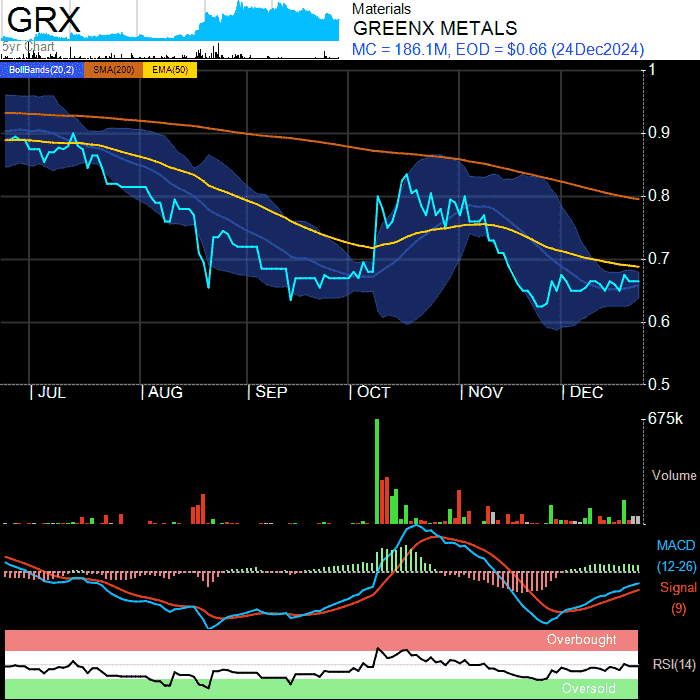 GRX
5yr Chart
Materials
GREENX METALS
MC = 186.1M, EOD = $0.66 (24Dec2024)
BollBands(20,2) SMA(200) EMA(50)
1
0.9
0.8
0.7
0.6
0.5
JUL AUG SEP OCT NOV DEC
675k
Volume
MACD
(12-26)
Signal
(9)
Overbought
RSI(14)
Oversold